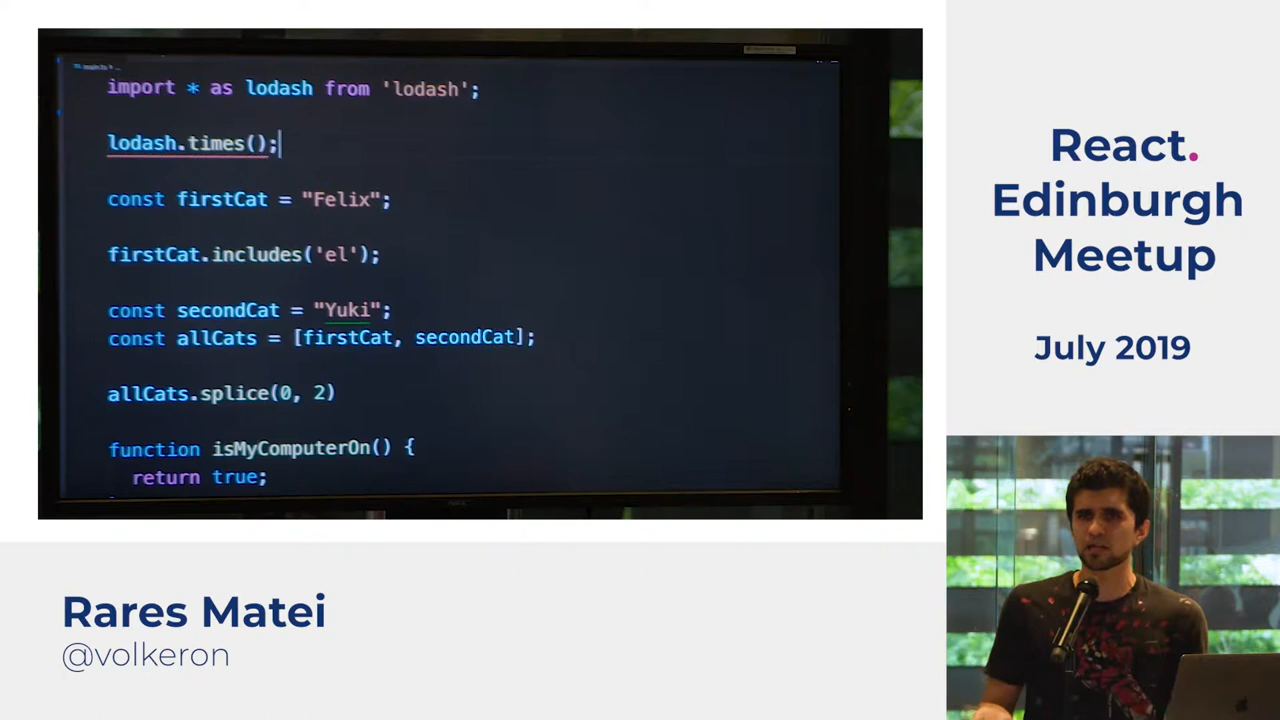 import * as lodash from 'lodash';
lodash.times();
const firstCat = "Felix";
firstCat.includes('el');
const secondCat = "Yuki";
const allCats = [firstCat, secondCat];
allCats.splice(0, 2)
function isMyComputerOn() {
return true;
React.
Edinburgh
Meetup
July 2019
Rares Matei
@volkeron